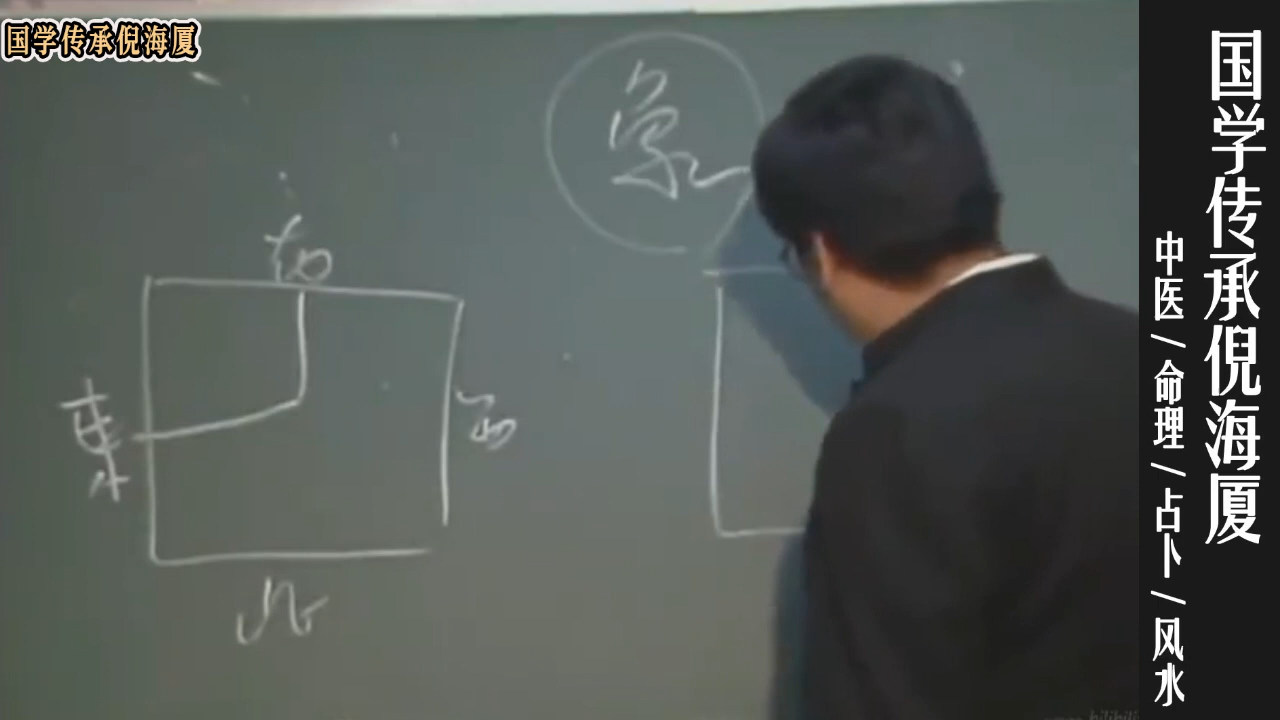 国学传承倪海厦
南
東
西
北
国学传承倪海厦
中医/命理/占卜/风水